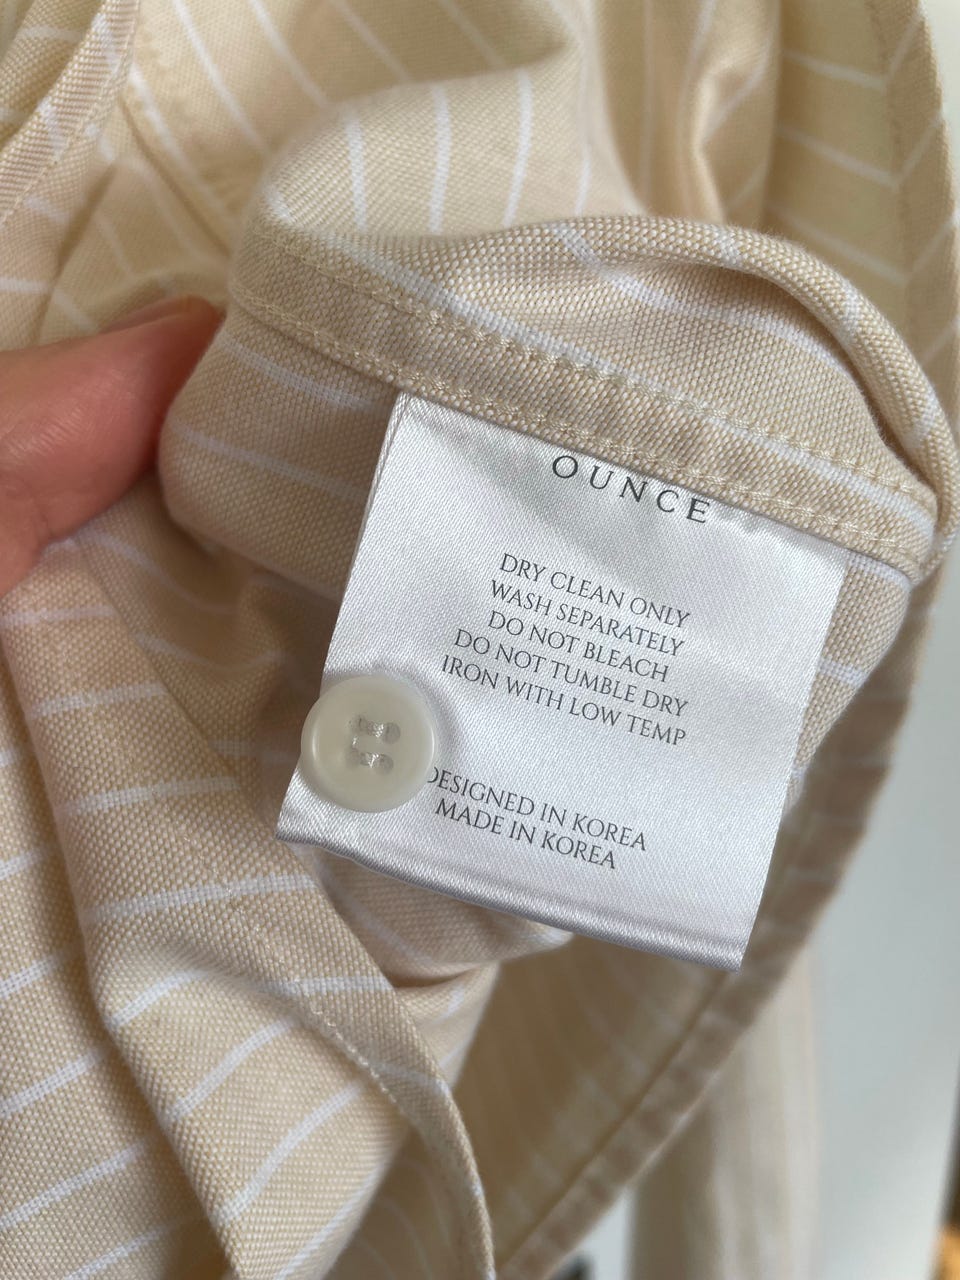 OUNCE
DRY CLEAN ONLY
WASH SEPARATELY
DO NOT BLEACH
DO NOT TUMBLE DRY
IRON WITH LOW TEMP
DESIGNED IN KOREA
MADE IN KOREA